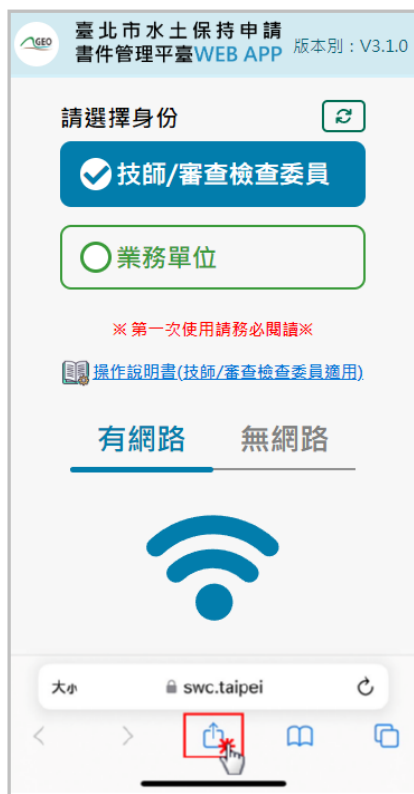 GEO
臺北市水土保持申請
書件管理平臺WEB APP
版本別：V3.1.0
請選擇身份
技師/審查檢查委員
業務單位
※第一次使用請務必閱讀※
操作說明書(技師/審查檢查委員適用)
有網路 無網路
大小 swc.taipei